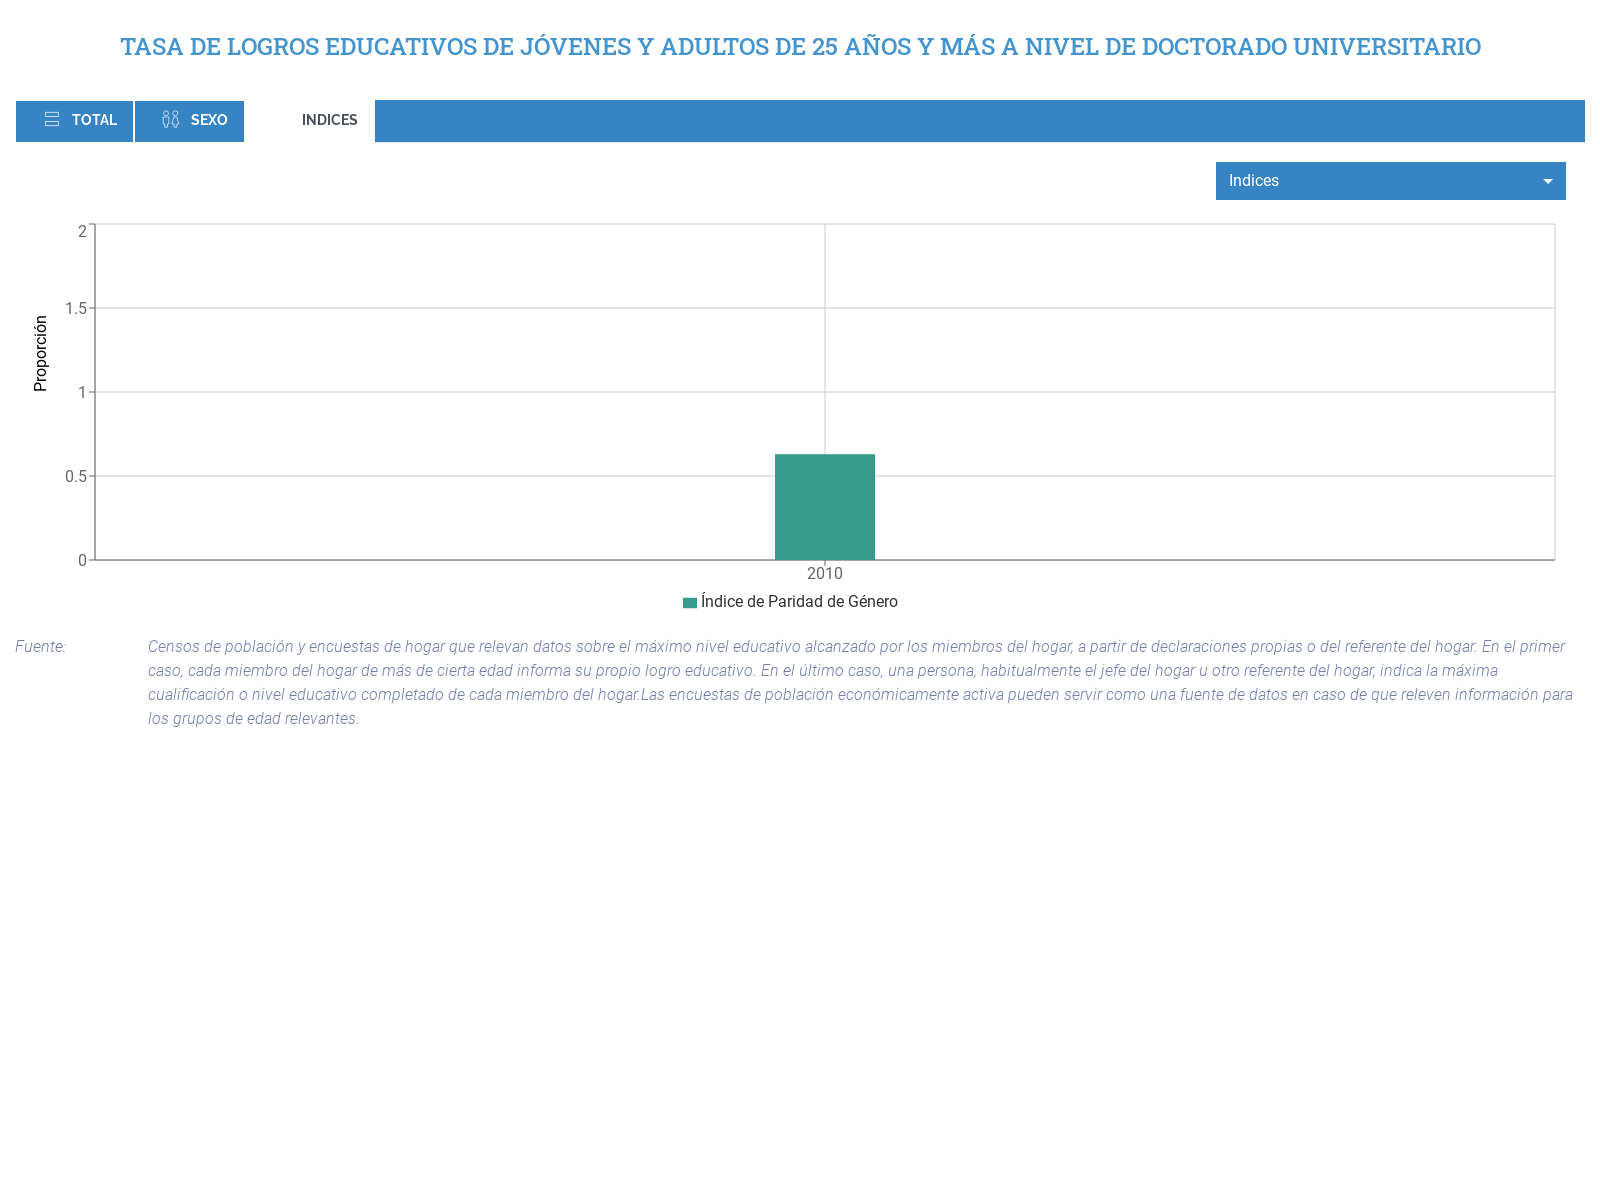 TASA DE LOGROS EDUCATIVOS DE JÓVENES Y ADULTOS DE 25 AÑOS Y MÁS A NIVEL DE DOCTORADO UNIVERSITARIO
TOTAL
SEXO
INDICES
Indices
2
1.5
1
0.5
0
Proporción
2010
Índice de Paridad de Género
Fuente:
Censos de población y encuestas de hogar que relevan datos sobre el máximo nivel educativo alcanzado por los miembros del hogar, a partir de declaraciones propias o del referente del hogar. En el primer
caso, cada miembro del hogar de más de cierta edad informa su propio logro educativo. En el último caso, una persona, habitualmente el jefe del hogar u otro referente del hogar, indica la máxima
cualificación o nivel educativo completado de cada miembro del hogar.Las encuestas de población económicamente activa pueden servir como una fuente de datos en caso de que releven información para
los grupos de edad relevantes.